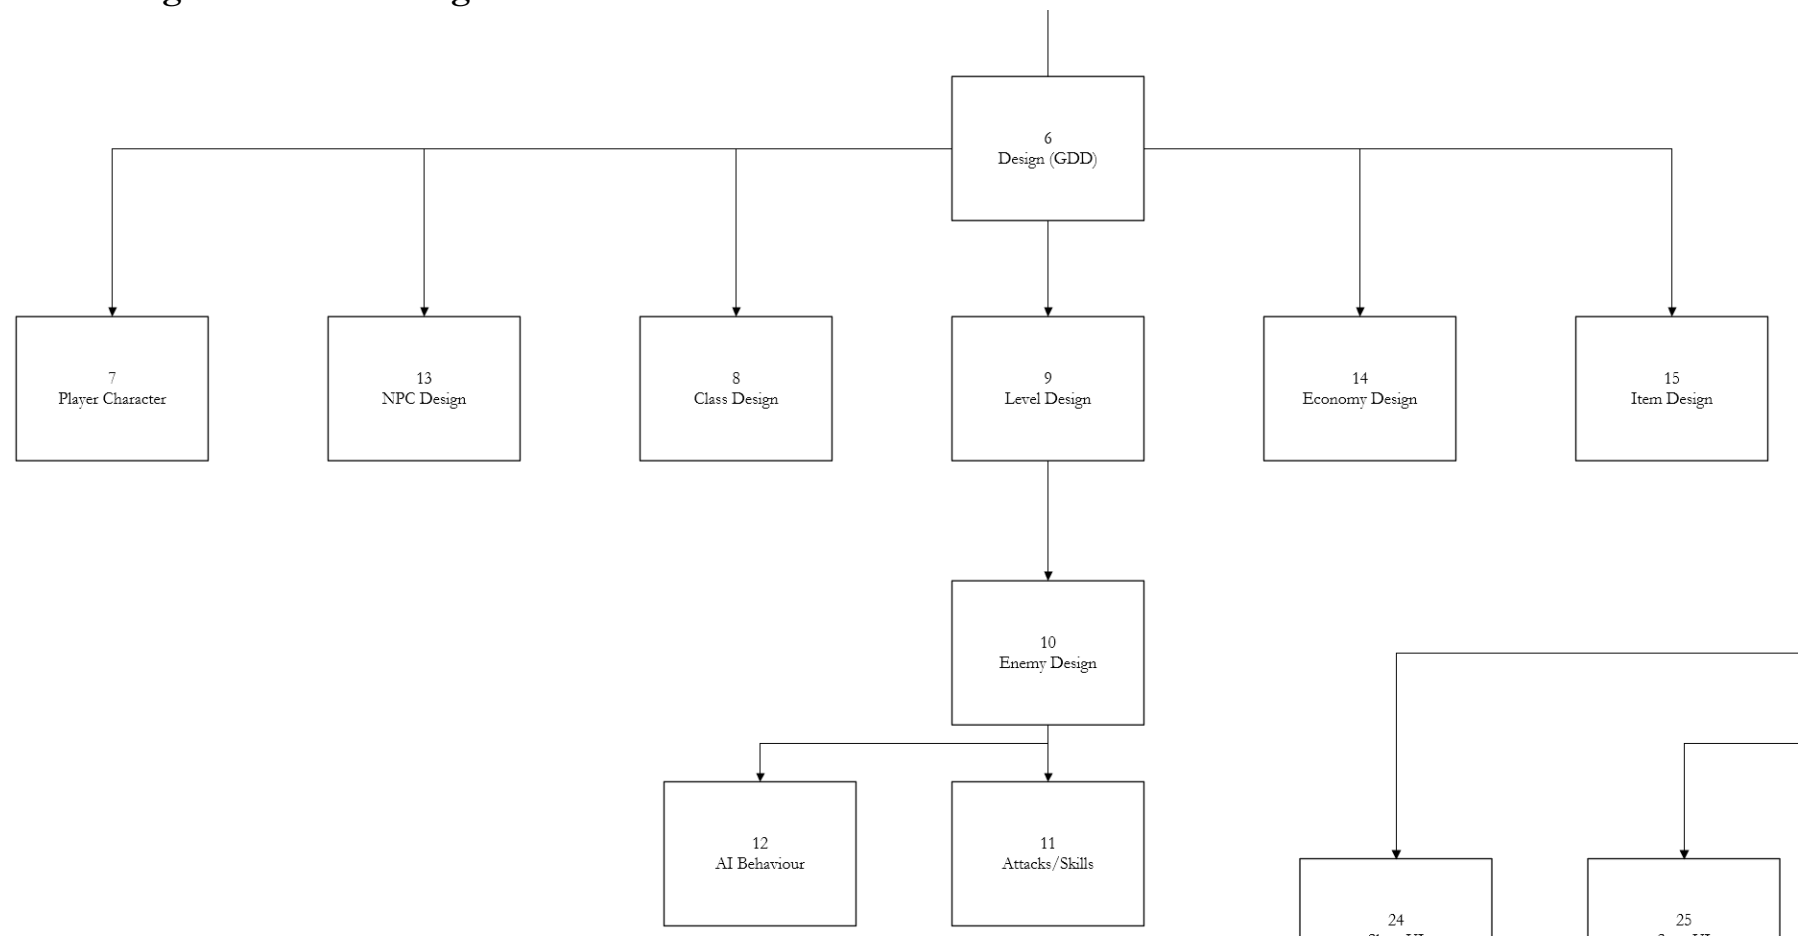 6
Design (GDD)
7
Player Character
13
NPC Design
8
Class Design
9
Level Design
14
Economy Design
15
Item Design
10
Enemy Design
12
AI Behaviour
11
Attacks/Skills
24
25